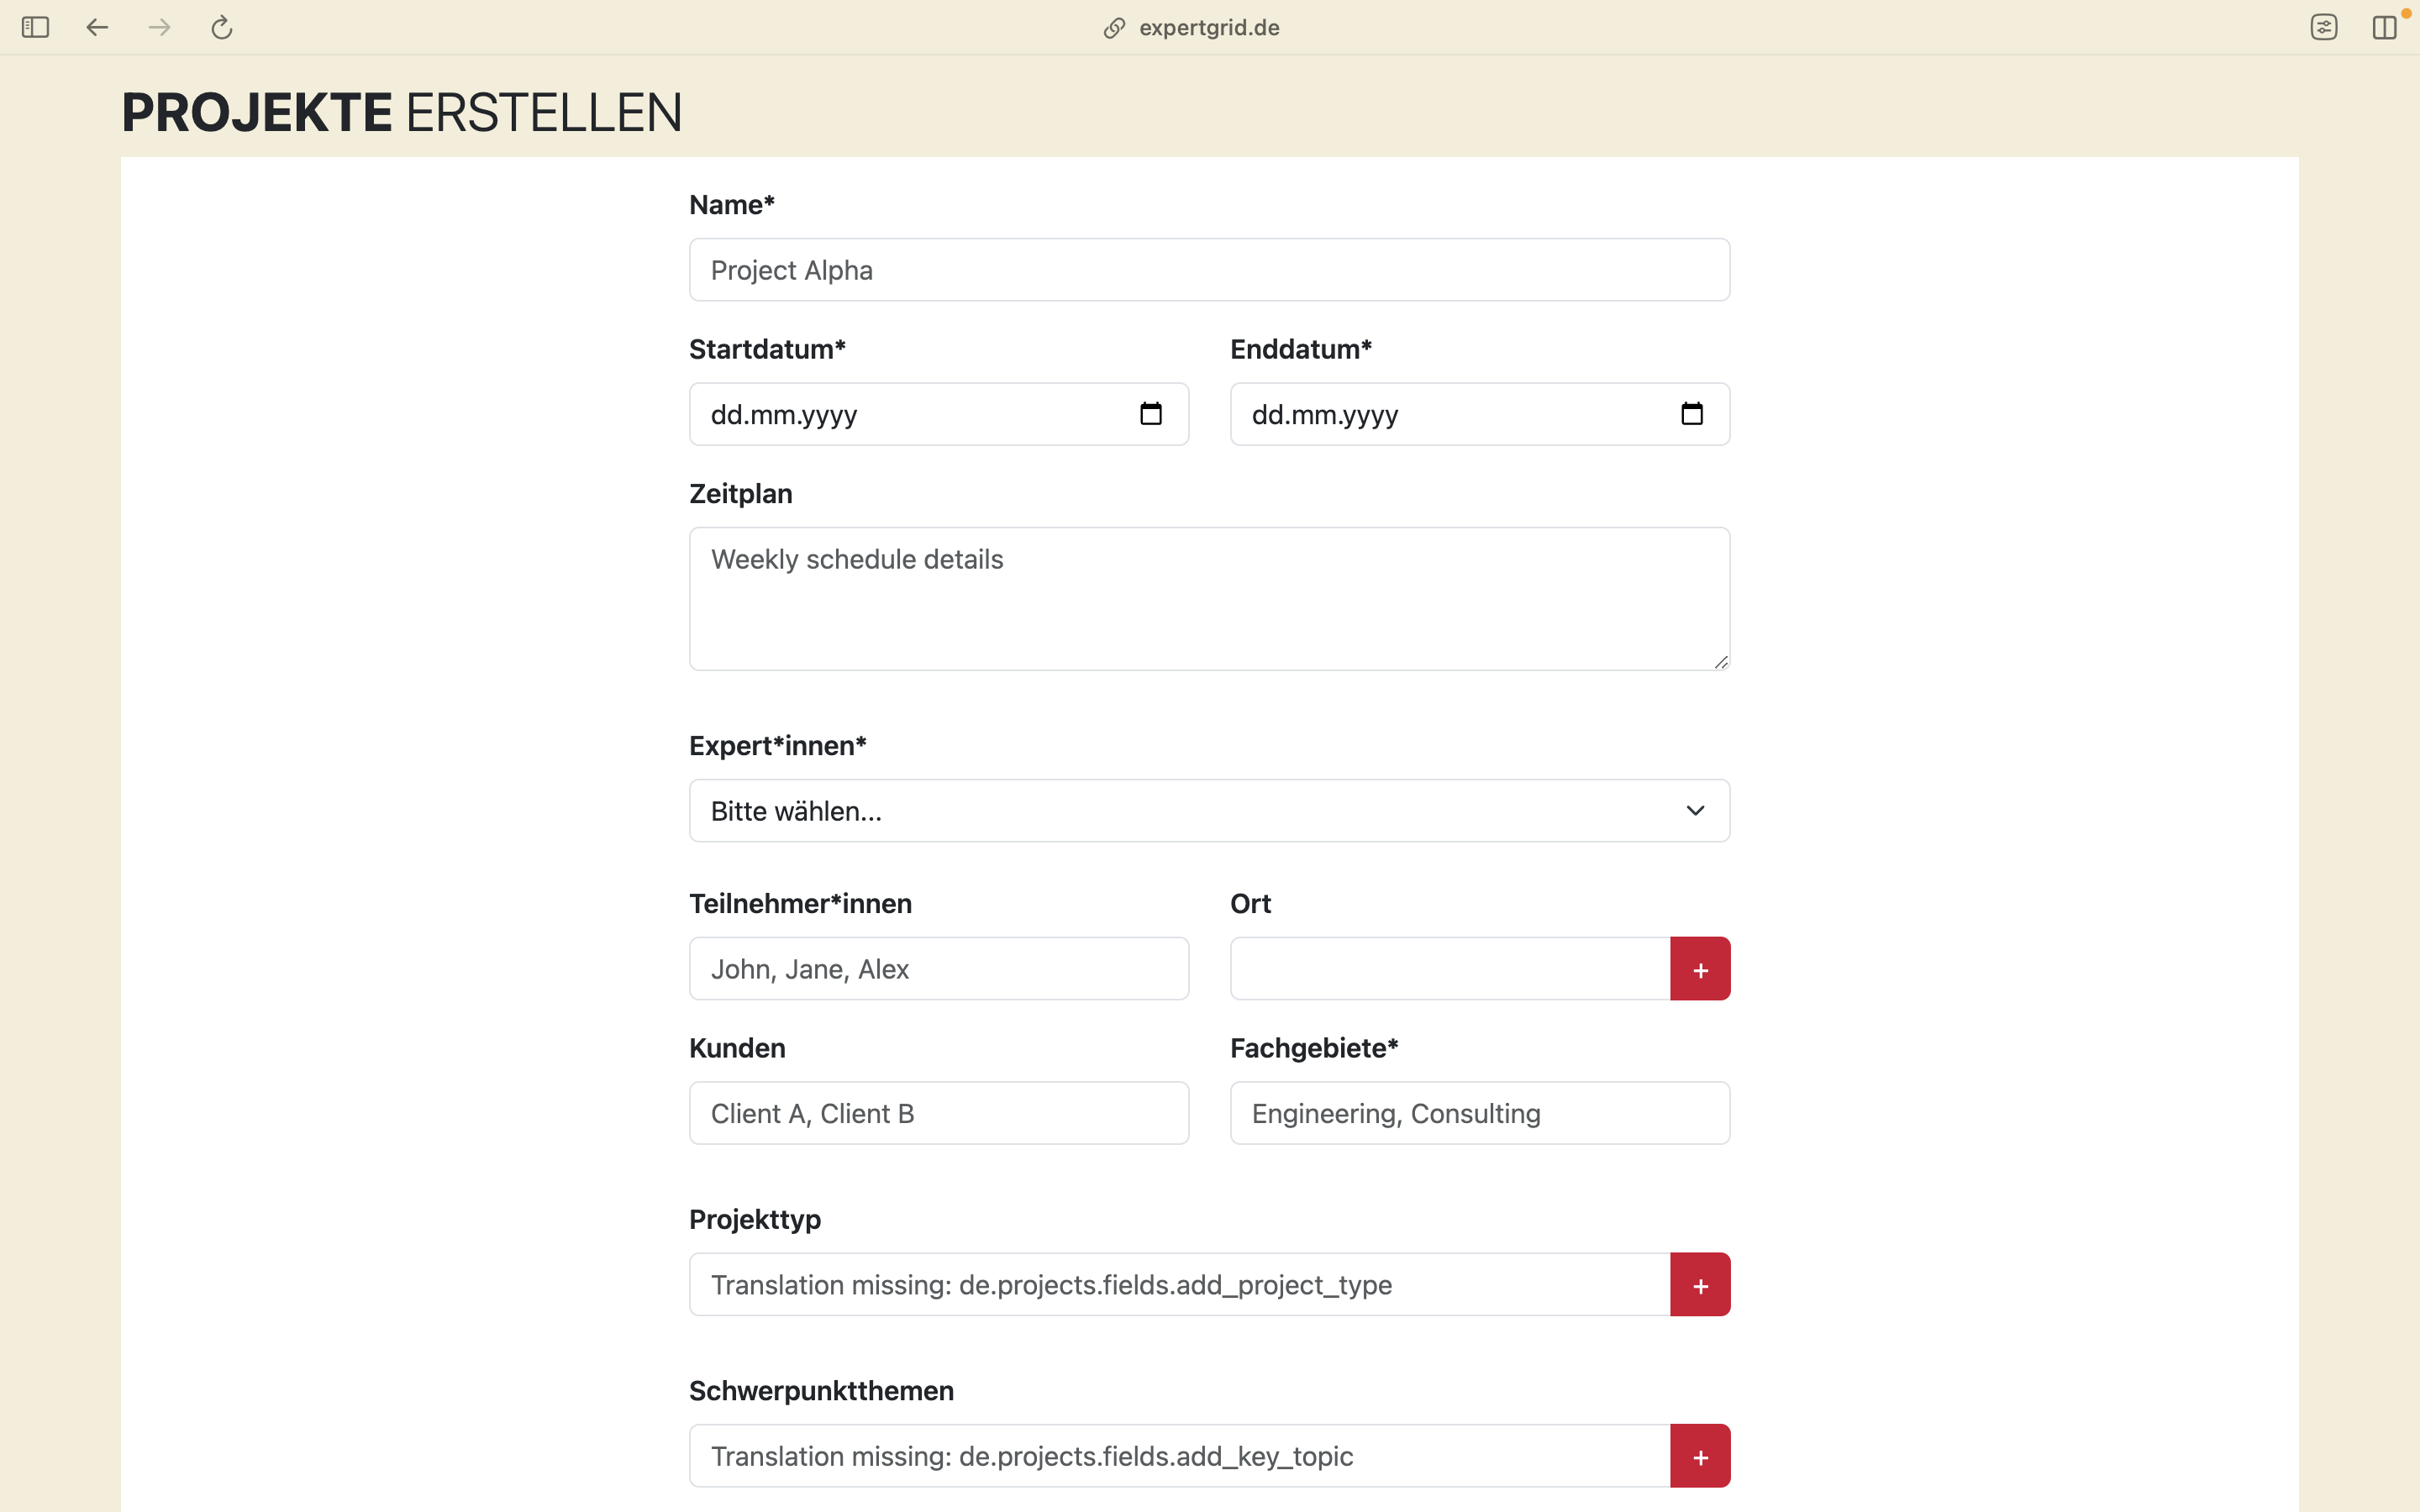 expertgrid.de
PROJEKTE ERSTELLEN
Name*
Project Alpha
Startdatum*
Enddatum*
dd.mm.yyyy
dd.mm.yyyy
Zeitplan
Weekly schedule details
Expert*innen*
Bitte wählen...
Teilnehmer*innen
Ort
John, Jane, Alex
+
Kunden
Fachgebiete*
Client A, Client B
Engineering, Consulting
Projekttyp
Translation missing: de.projects.fields.add_project_type
+
Schwerpunktthemen
Translation missing: de.projects.fields.add_key_topic
+